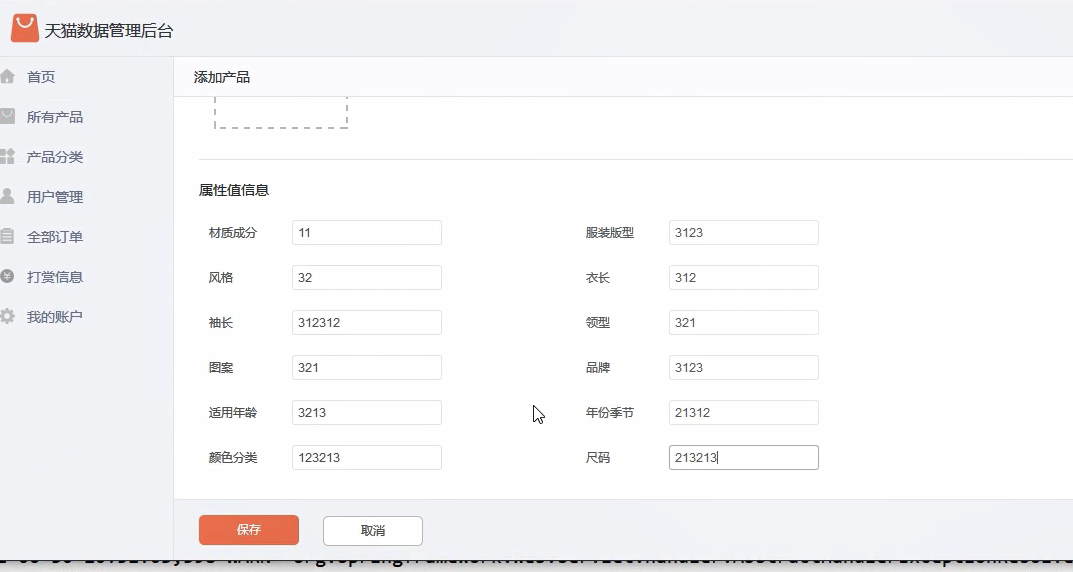 天猫数据管理后台
首页
所有产品
产品分类
用户管理
全部订单
打赏信息
我的账户
添加产品
属性值信息
材质成分 11 服装版型 3123
风格 32 衣长 312
袖长 312312 领型 321
图案 321 品牌 3123
适用年龄 3213 年份季节 21312
颜色分类 123213 尺码 213213
保存 取消